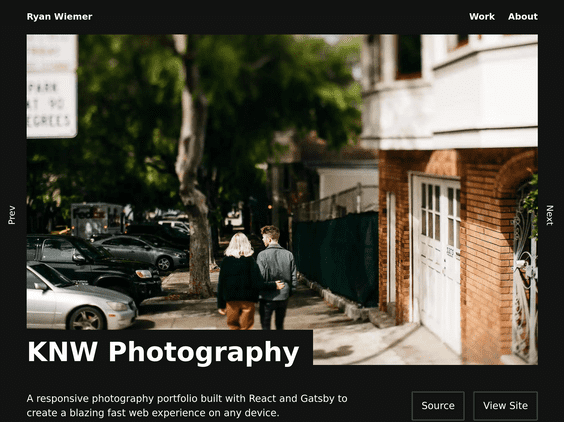 Ryan Wiemer
Work About
PARK
AT 90
DEGREES
Prev
Next
KNW Photography
A responsive photography portfolio built with React and Gatsby to
create a blazing fast web experience on any device.
Source
View Site